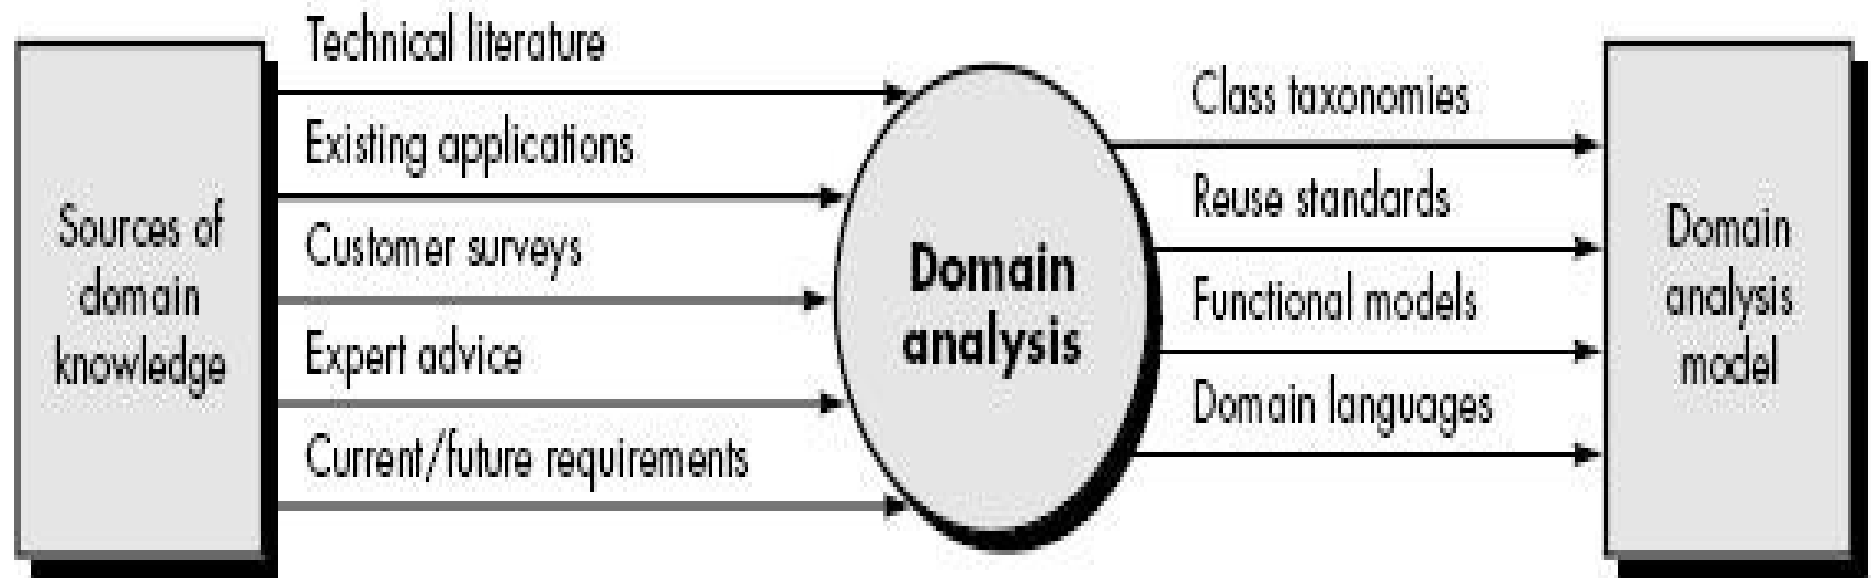 Sources of
domain
knowledge
Technical literature
Existing applications
Customer surveys
Expert advice
Current/future requirements
Domain
analysis
Class taxonomies
Reuse standards
Functional models
Domain languages
Domain
analysis
model